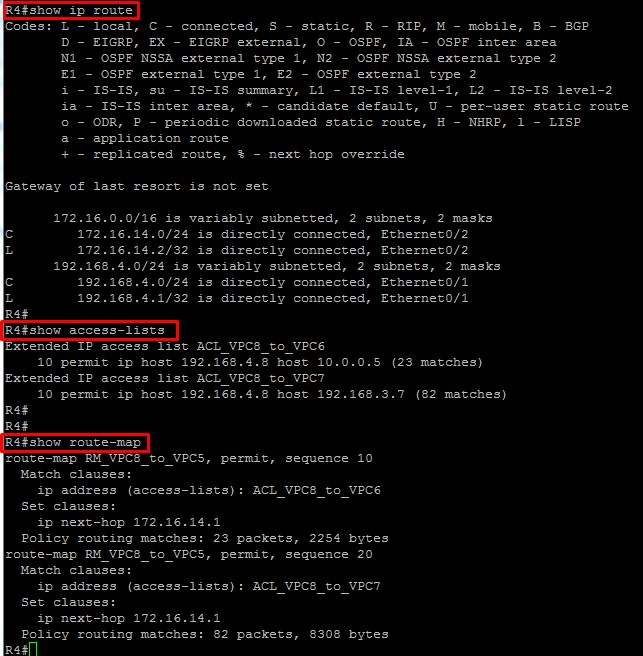 R4#show ip route
Codes: L - local, C - connected, S - static, R - RIP, M - mobile, B - BGP
       D - EIGRP, EX - EIGRP external, O - OSPF, IA - OSPF inter area
       N1 - OSPF NSSA external type 1, N2 - OSPF NSSA external type 2
       E1 - OSPF external type 1, E2 - OSPF external type 2
       i - IS-IS, su - IS-IS summary, L1 - IS-IS level-1, L2 - IS-IS level-2
       ia - IS-IS inter area, * - candidate default, U - per-user static route
       o - ODR, P - periodic downloaded static route, H - NHRP, l - LISP
       a - application route
       + - replicated route, % - next hop override

Gateway of last resort is not set

      172.16.0.0/16 is variably subnetted, 2 subnets, 2 masks
C        172.16.14.0/24 is directly connected, Ethernet0/2
L        172.16.14.2/32 is directly connected, Ethernet0/2
      192.168.4.0/24 is variably subnetted, 2 subnets, 2 masks
C        192.168.4.0/24 is directly connected, Ethernet0/1
L        192.168.4.1/32 is directly connected, Ethernet0/1
R4#
R4#show access-lists
Extended IP access list ACL_VPC8_to_VPC6
    10 permit ip host 192.168.4.8 host 10.0.0.5 (23 matches)
Extended IP access list ACL_VPC8_to_VPC7
    10 permit ip host 192.168.4.8 host 192.168.3.7 (82 matches)
R4#
R4#
R4#show route-map
route-map RM_VPC8_to_VPC5, permit, sequence 10
  Match clauses:
    ip address (access-lists): ACL_VPC8_to_VPC6
  Set clauses:
    ip next-hop 172.16.14.1
  Policy routing matches: 23 packets, 2254 bytes
route-map RM_VPC8_to_VPC5, permit, sequence 20
  Match clauses:
    ip address (access-lists): ACL_VPC8_to_VPC7
  Set clauses:
    ip next-hop 172.16.14.1
  Policy routing matches: 82 packets, 8308 bytes
R4#